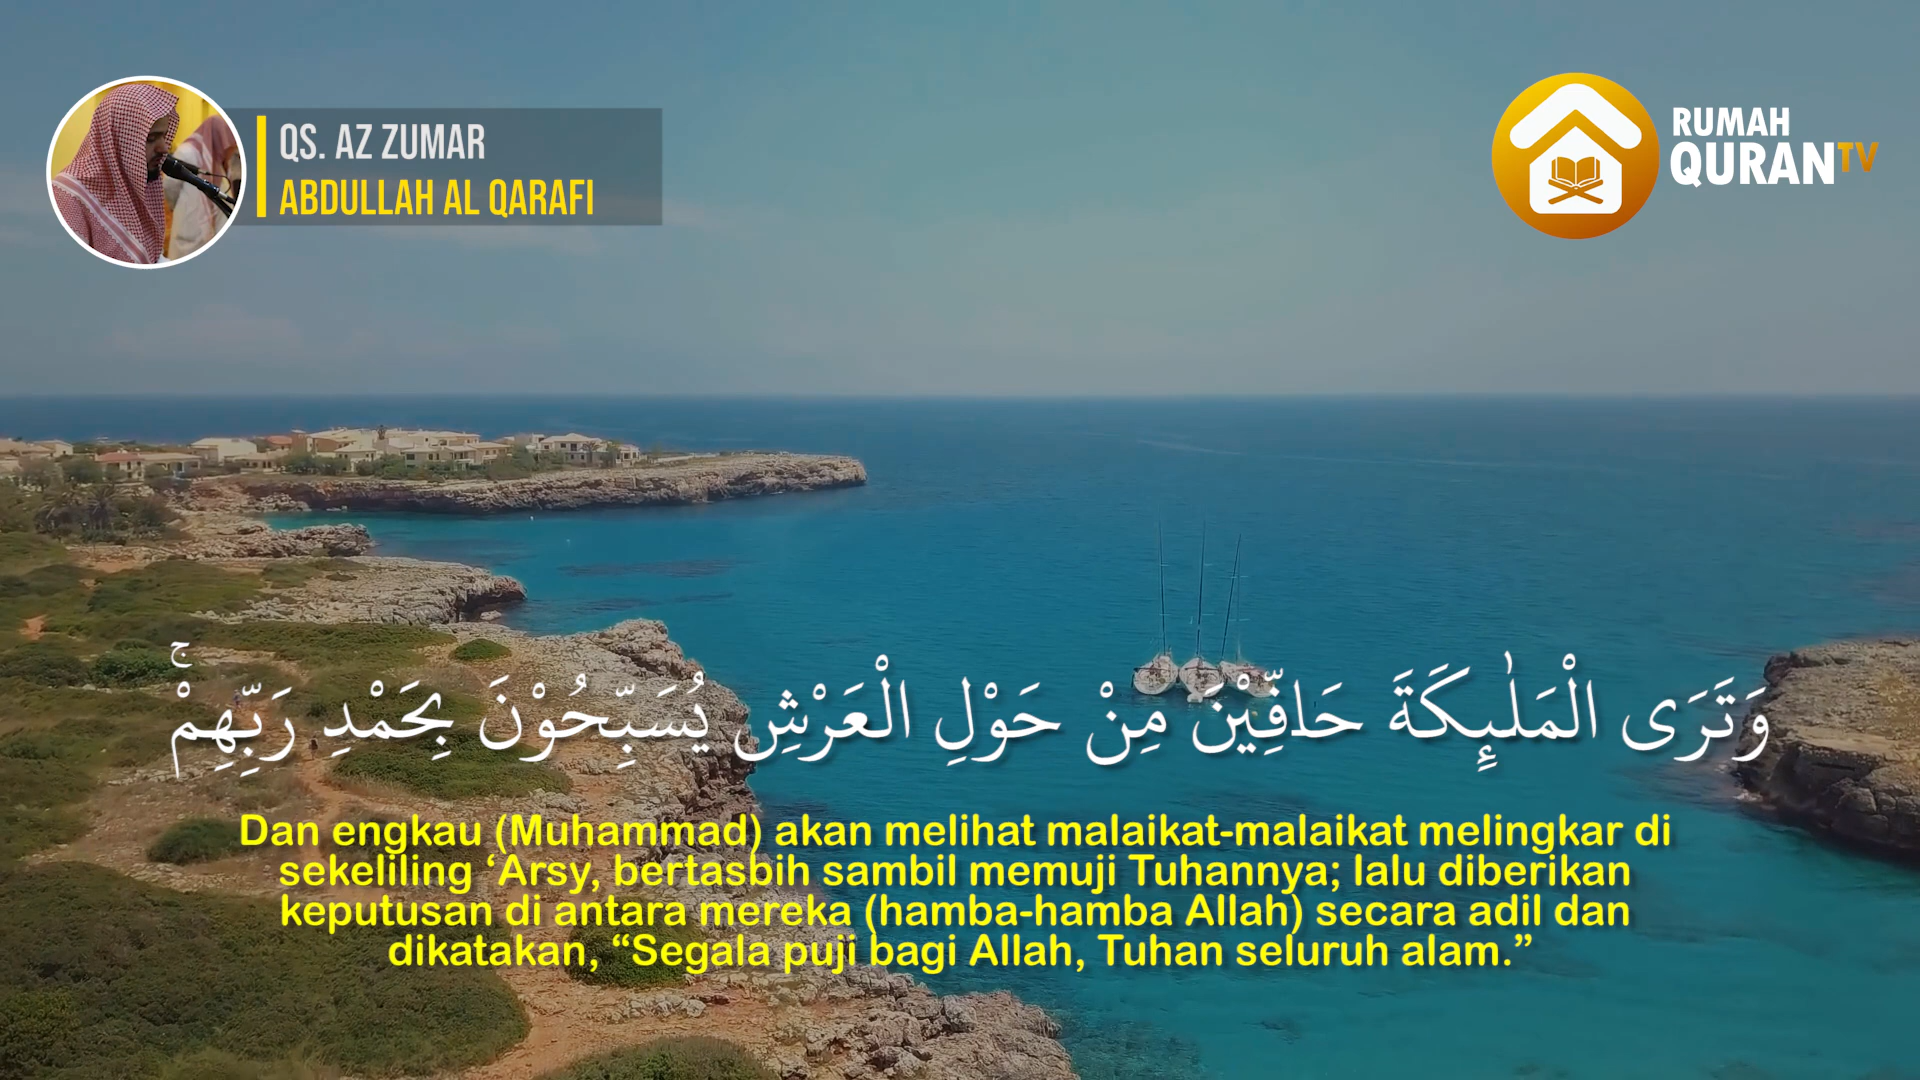 QS. AZ ZUMAR
ABDULLAH AL QARAFI
RUMAH
QURANTV
وَتَرَى الْمَلٰۤىِٕكَةَ حَاۤفِّيْنَ مِنْ حَوْلِ الْعَرْشِ يُسَبِّحُوْنَ بِحَمْدِ رَبِّهِمْۚ
Dan engkau (Muhammad) akan melihat malaikat-malaikat melingkar di
sekeliling ‘Arsy, bertasbih sambil memuji Tuhannya; lalu diberikan
keputusan di antara mereka (hamba-hamba Allah) secara adil dan
dikatakan, “Segala puji bagi Allah, Tuhan seluruh alam.”